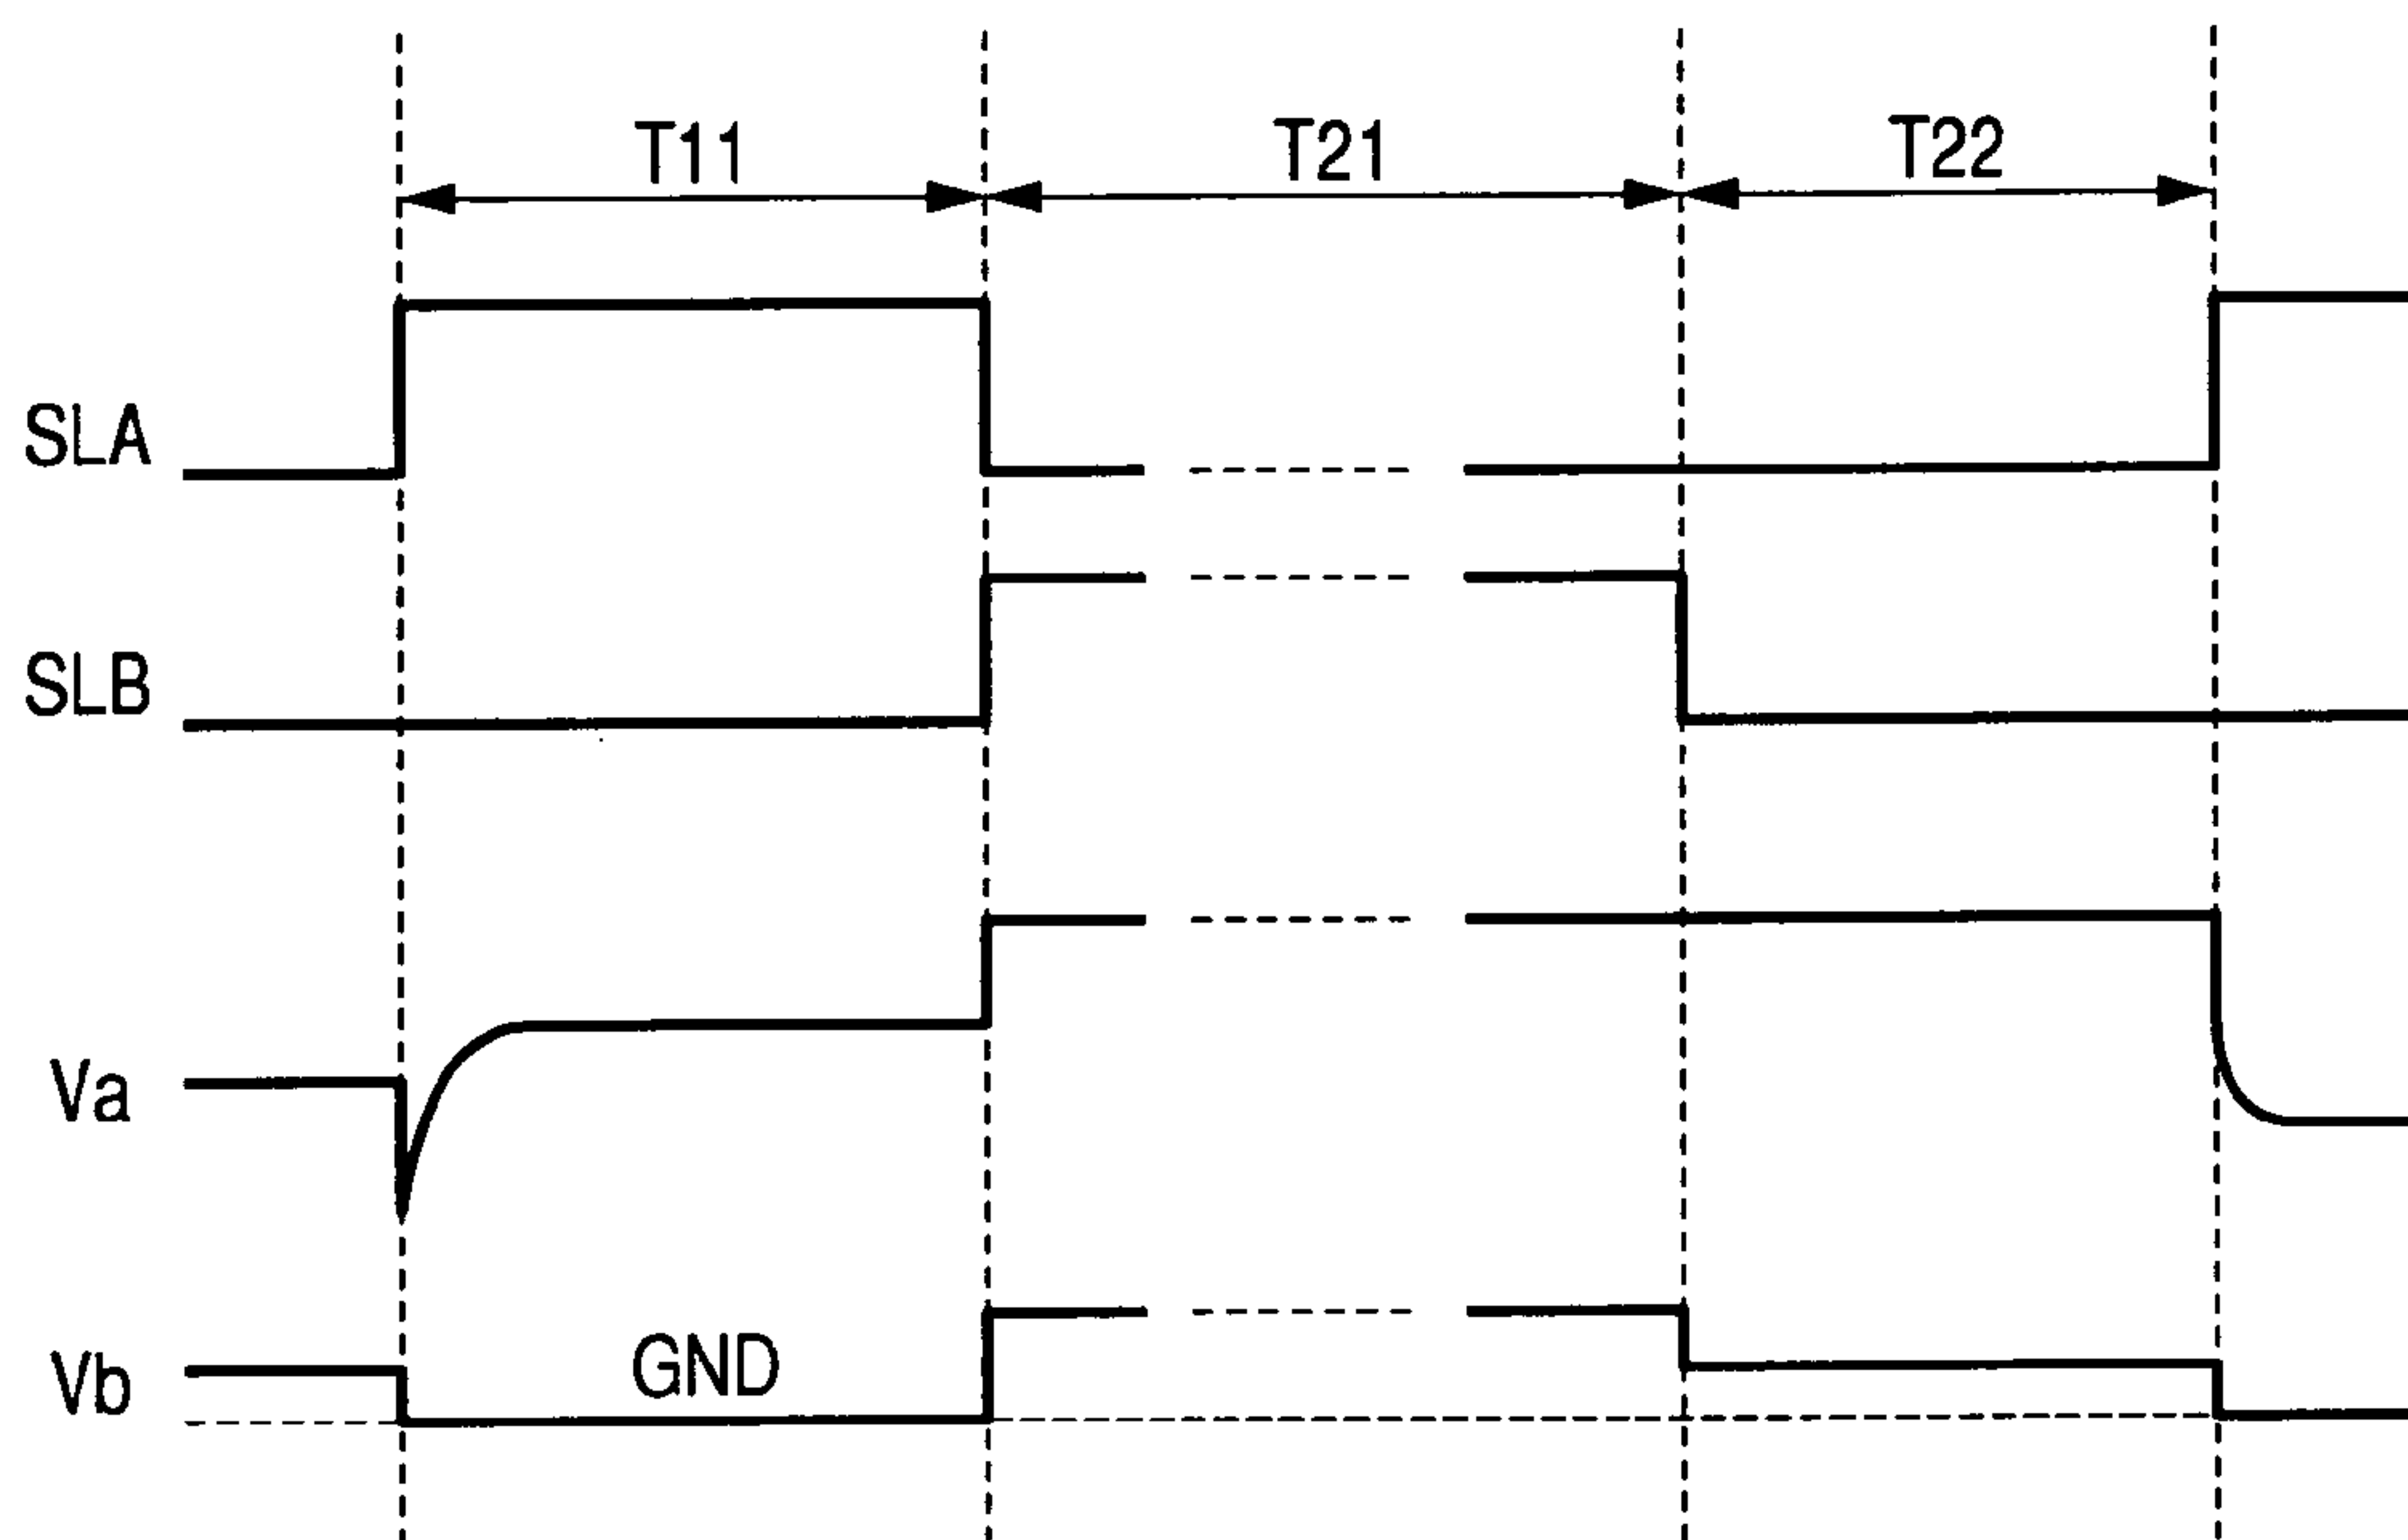 T11
T21
T22
SLA
SLB
Va
GND
Vb